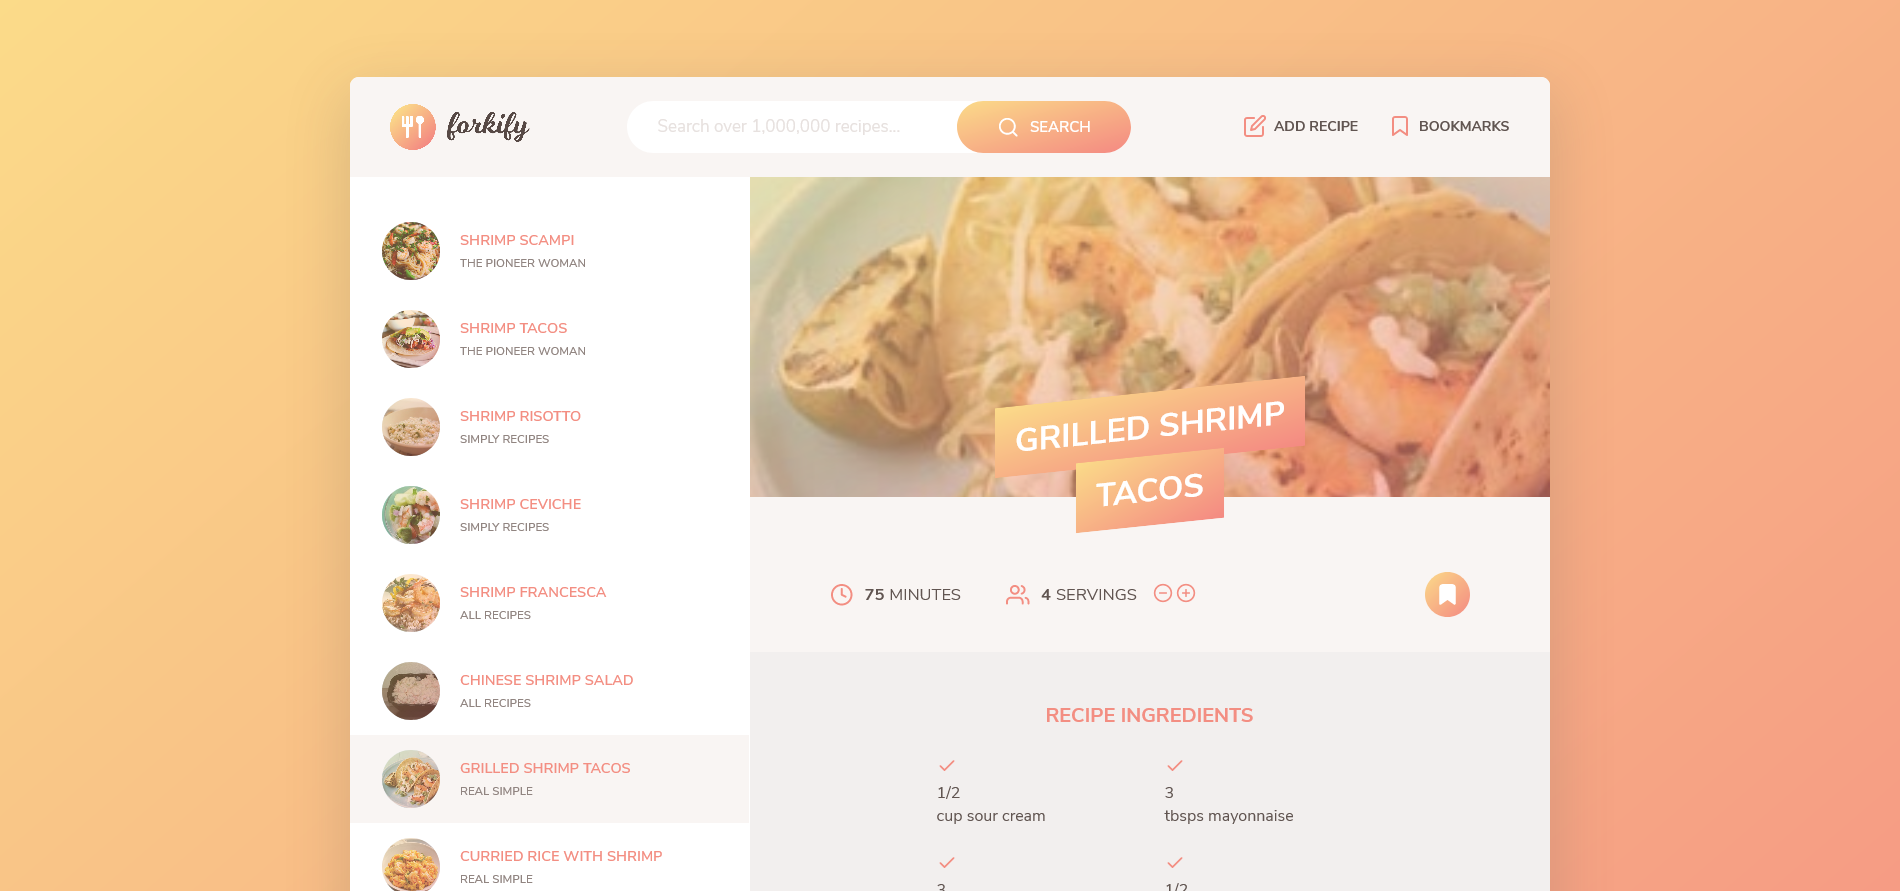 forkify
Search over 1,000,000 recipes...
SEARCH
ADD RECIPE
BOOKMARKS
SHRIMP SCAMPI
THE PIONEER WOMAN
SHRIMP TACOS
THE PIONEER WOMAN
SHRIMP RISOTTO
SIMPLY RECIPES
SHRIMP CEVICHE
SIMPLY RECIPES
SHRIMP FRANCESCA
ALL RECIPES
CHINESE SHRIMP SALAD
ALL RECIPES
GRILLED SHRIMP TACOS
REAL SIMPLE
CURRIED RICE WITH SHRIMP
REAL SIMPLE
GRILLED SHRIMP
TACOS
75 MINUTES
4 SERVINGS
RECIPE INGREDIENTS
1/2
cup sour cream
3
tbsps mayonnaise
3
1/2